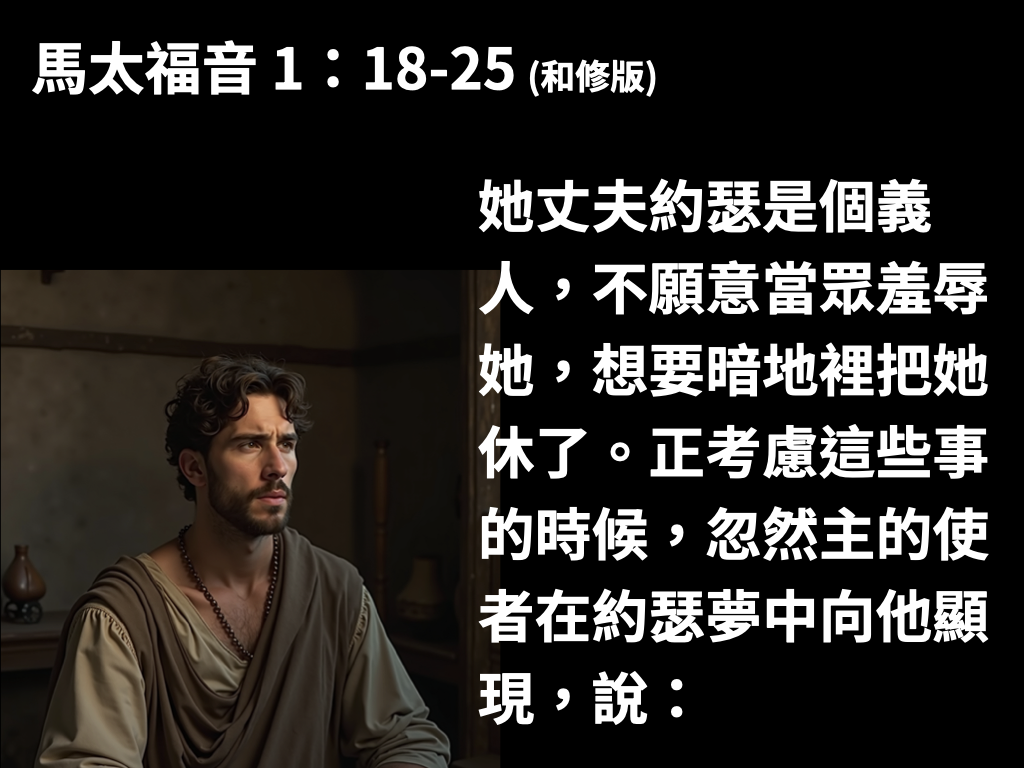 馬太福音 1：18-25 (和修版)
她丈夫約瑟是個義
人，不願意當眾羞辱
她，想要暗地裡把她
休了。正考慮這些事
的時候，忽然主的使
者在約瑟夢中向他顯
現，說：